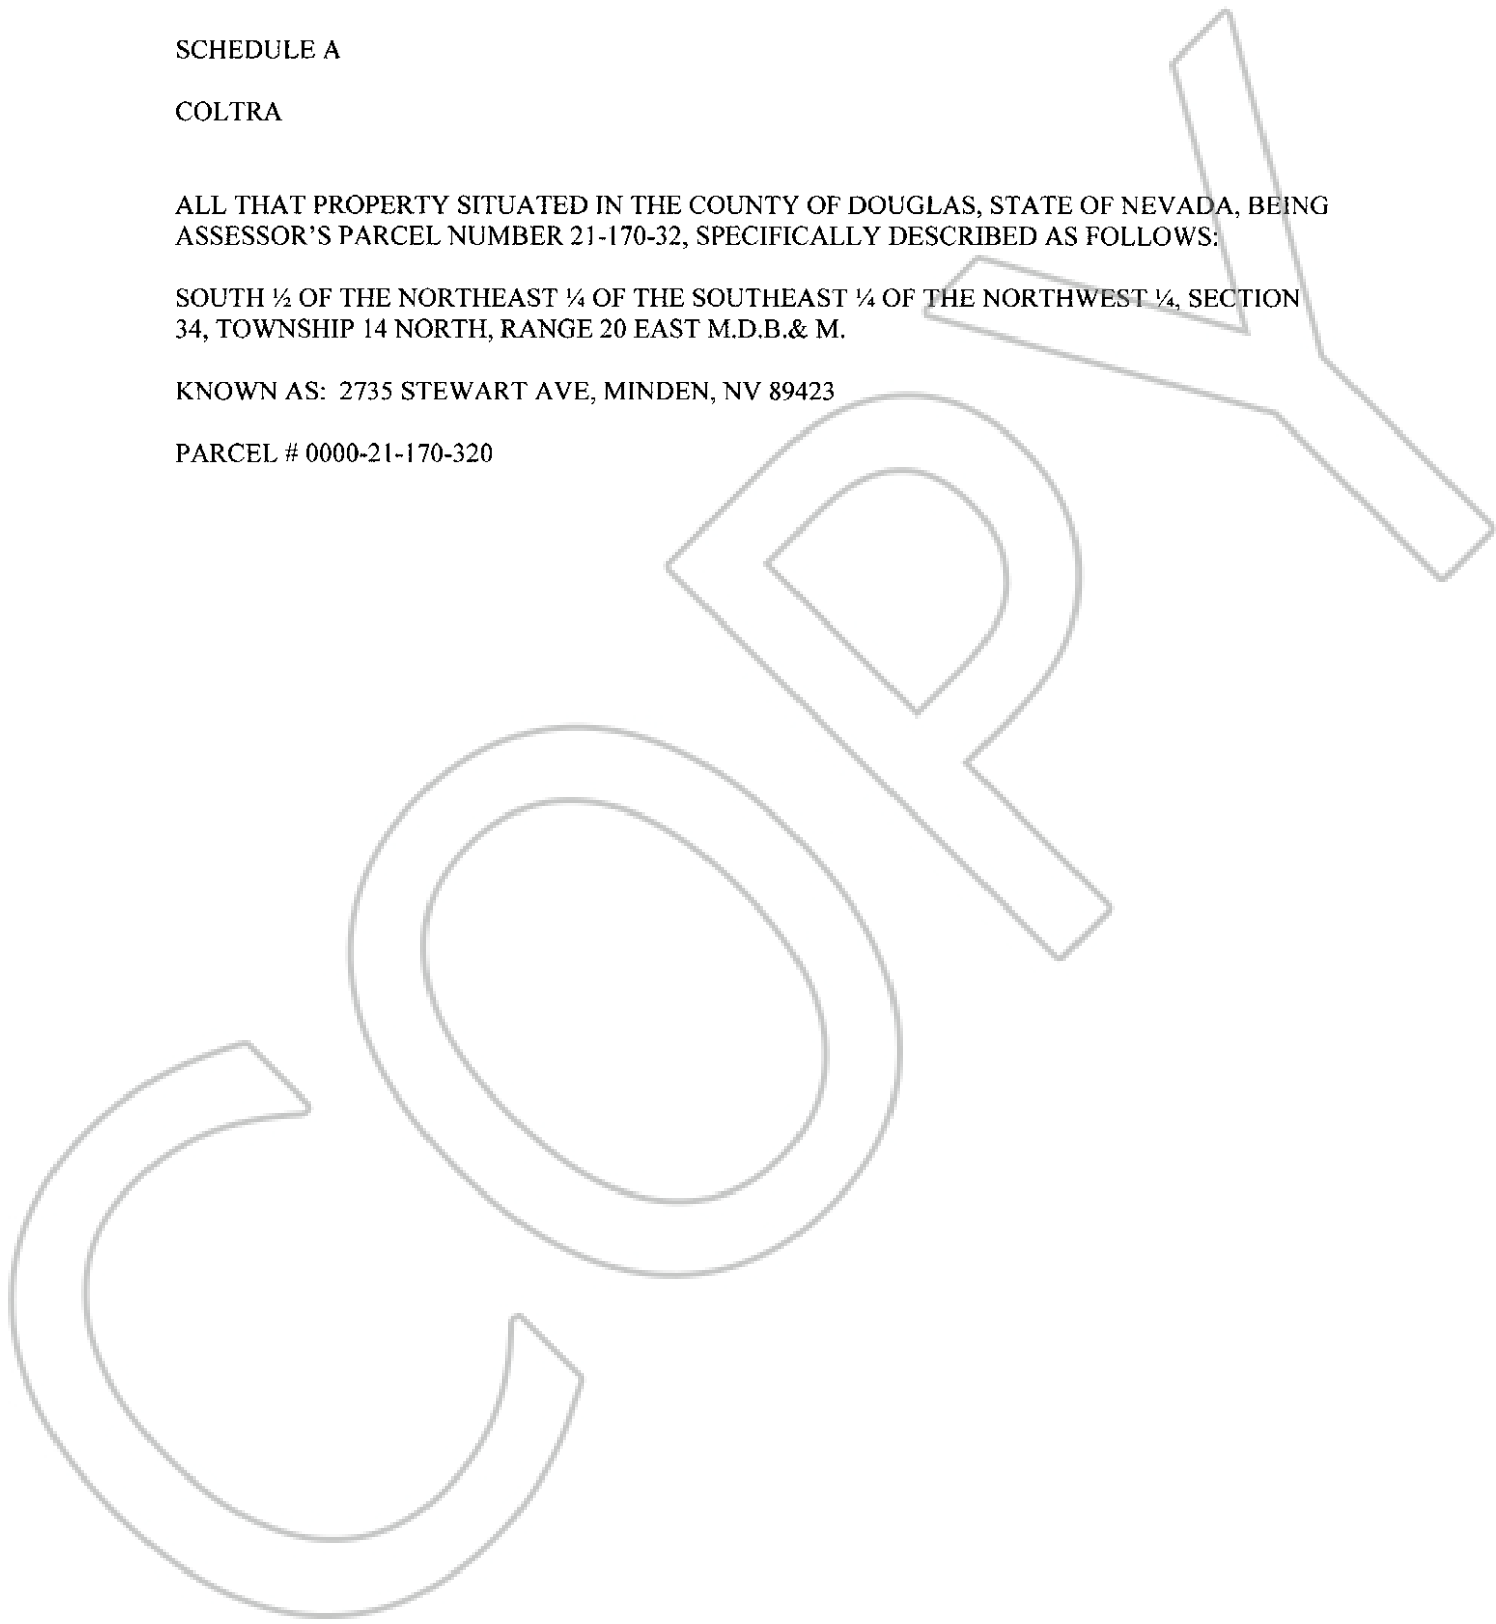 SCHEDULE A
COLTRA
ALL THAT PROPERTY SITUATED IN THE COUNTY OF DOUGLAS, STATE OF NEVADA, BEING
ASSESSOR'S PARCEL NUMBER 21-170-32, SPECIFICALLY DESCRIBED AS FOLLOWS:
SOUTH ½ OF THE NORTHEAST ¼ OF THE SOUTHEAST ¼ OF THE NORTHWEST ¼, SECTION
34, TOWNSHIP 14 NORTH, RANGE 20 EAST M.D.B.& M.
KNOWN AS: 2735 STEWART AVE, MINDEN, NV 89423
PARCEL # 0000-21-170-320
COPY